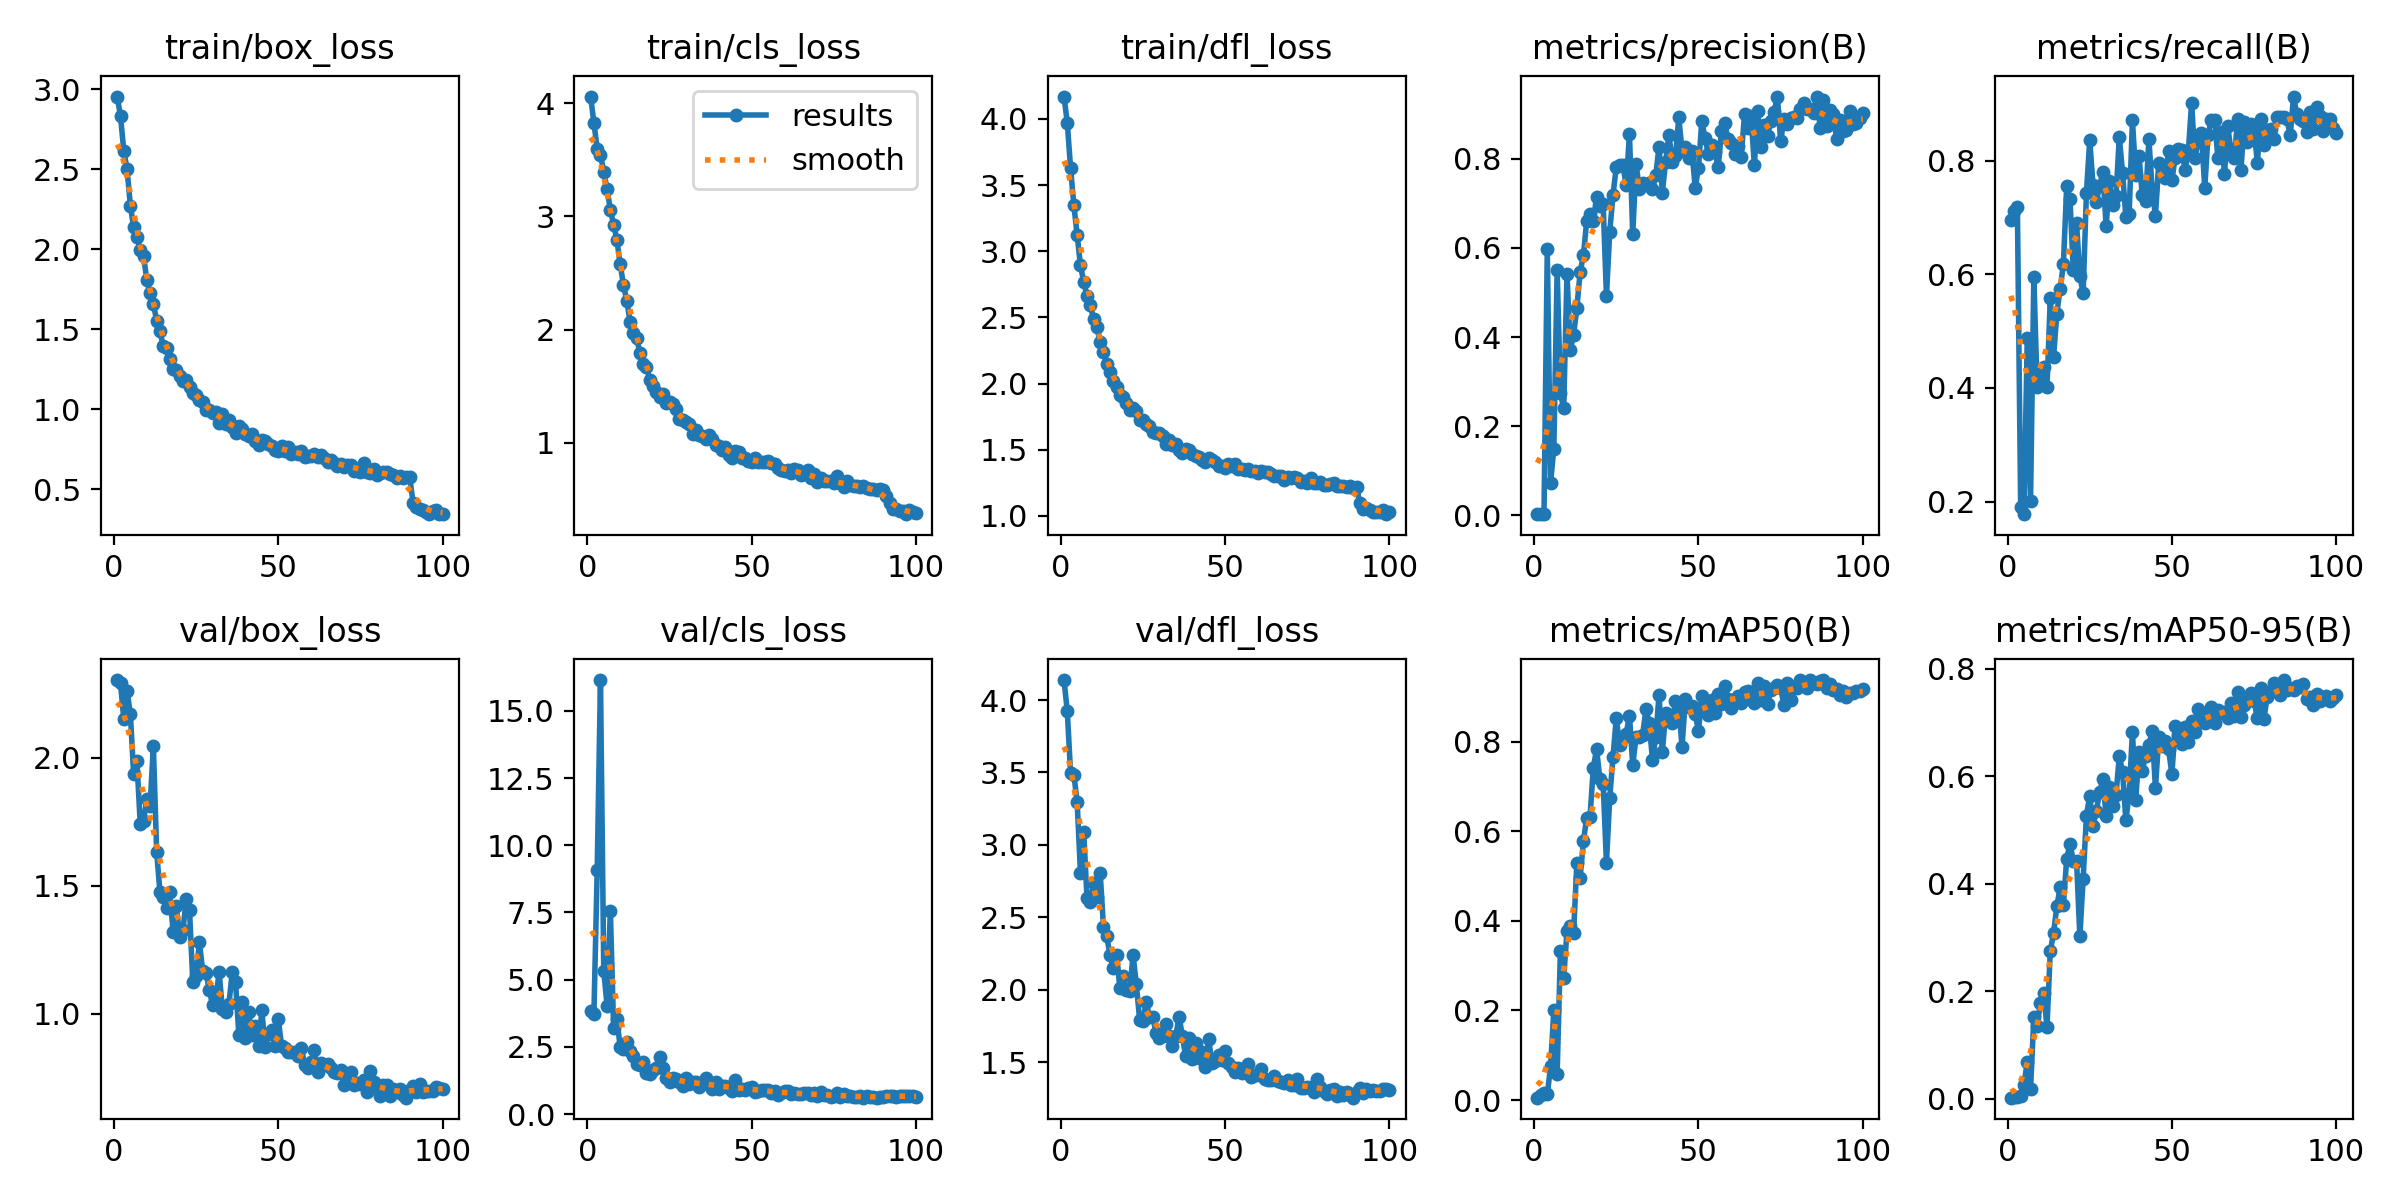 train/box_loss
3.0
2.5
2.0
1.5
1.0
0.5
0 50 100
train/cls_loss
results
smooth
4
3
2
1
0 50 100
train/dfl_loss
4.0
3.5
3.0
2.5
2.0
1.5
1.0
0 50 100
metrics/precision(B)
0.8
0.6
0.4
0.2
0.0
0 50 100
metrics/recall(B)
0.8
0.6
0.4
0.2
0 50 100
val/box_loss
2.0
1.5
1.0
0 50 100
val/cls_loss
15.0
12.5
10.0
7.5
5.0
2.5
0.0
0 50 100
val/dfl_loss
4.0
3.5
3.0
2.5
2.0
1.5
0 50 100
metrics/mAP50(B)
0.8
0.6
0.4
0.2
0.0
0 50 100
metrics/mAP50-95(B)
0.8
0.6
0.4
0.2
0.0
0 50 100